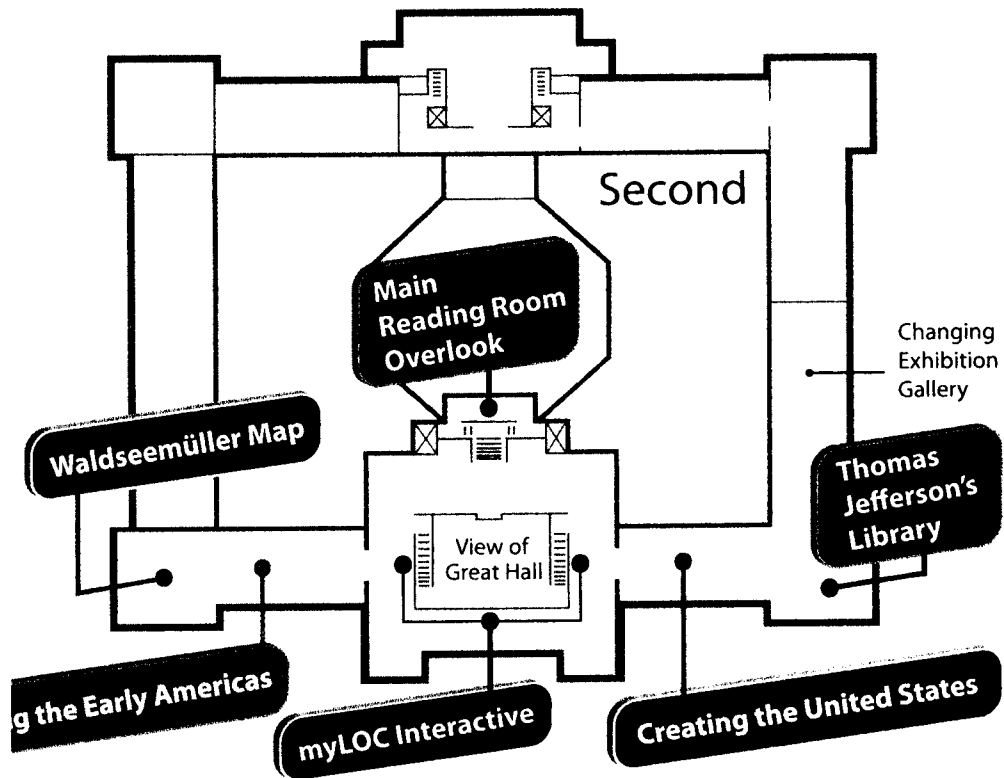 Second
Main
Reading Room
Overlook
Changing
Exhibition
Gallery
Waldseemüller Map
Thomas
Jefferson's
Library
View of
Great Hall
g the Early Americas
myLOC Interactive
Creating the United States